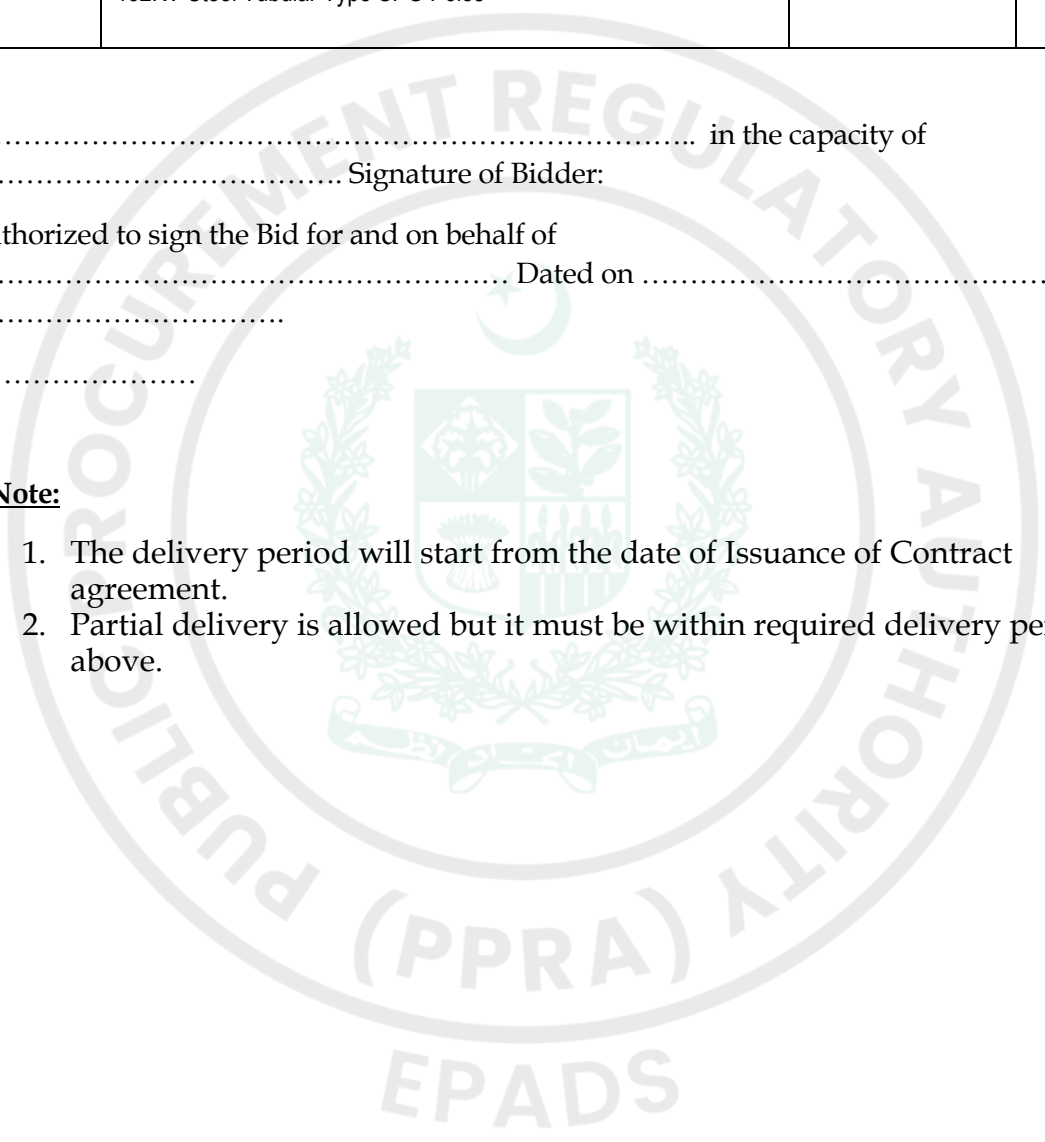 ………………………………………………………….. in the capacity of
……………………………. Signature of Bidder:
thorized to sign the Bid for and on behalf of
……………………………………… Dated on ………………………………
……………………….
………………
Note:
1. The delivery period will start from the date of Issuance of Contract
agreement.
2. Partial delivery is allowed but it must be within required delivery pe
above.
PUBLIC PROCUREMENT REGULATORY AUTHORITY
(PPRA)
EPADS